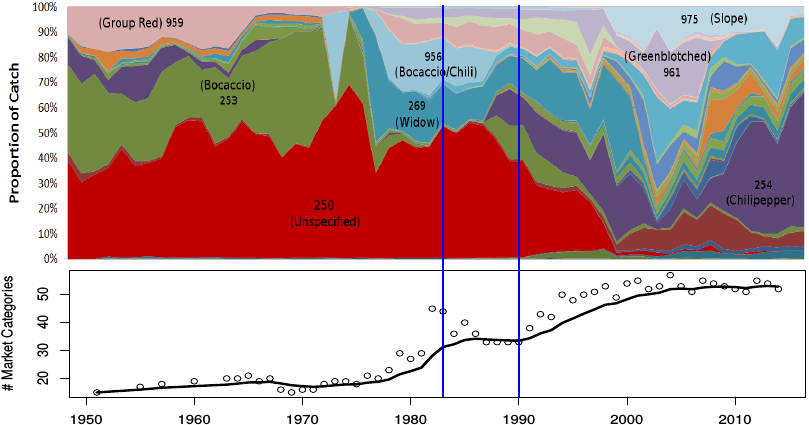 Proportion of Catch
100%
90%
80%
70%
60%
50%
40%
30%
20%
10%
0%
(Group Red) 959
975 (Slope)
956
(Bocaccio/Chili)
(Greenblotched)
961
(Bocaccio)
253
269
(Widow)
254
(Chilipepper)
250
(Unspecified)
# Market Categories
50
40
30
20
1950
1960
1970
1980
1990
2000
2010